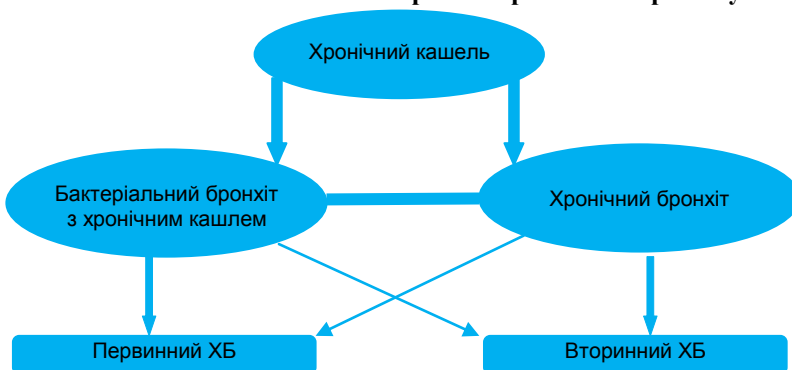 Хронічний кашель
Бактеріальний бронхіт
з хронічним кашлем
Хронічний бронхіт
Первинний ХБ
Вторинний ХБ